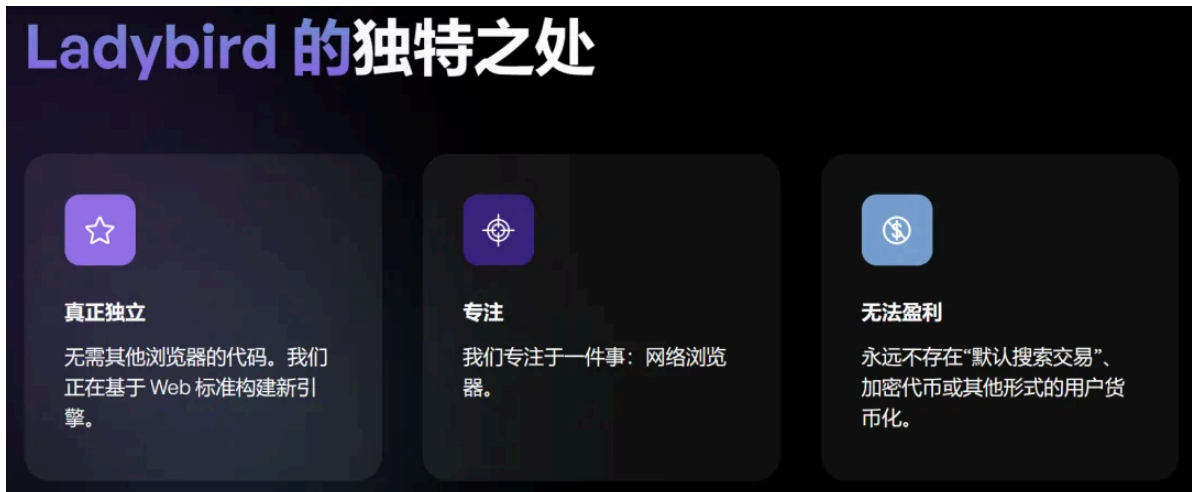 Ladybird 的独特之处
真正独立
无需其他浏览器的代码。我们
正在基于 Web 标准构建新引
擎。
专注
我们专注于一件事：网络浏览
器。
无法盈利
永远不存在“默认搜索交易”、
加密代币或其他形式的用户货
币化。